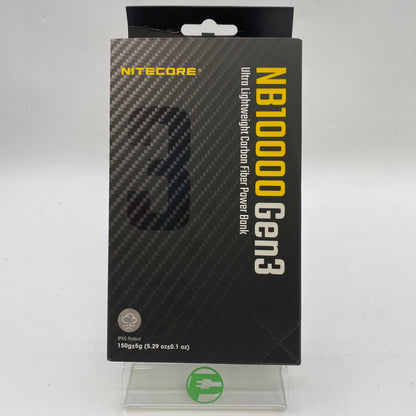 NITECORE®
NB10000 Gen3
Ultra Lightweight Carbon Fiber Power Bank
3
IPX5 Rated
150g±5g (5.29 oz±0.1 oz)